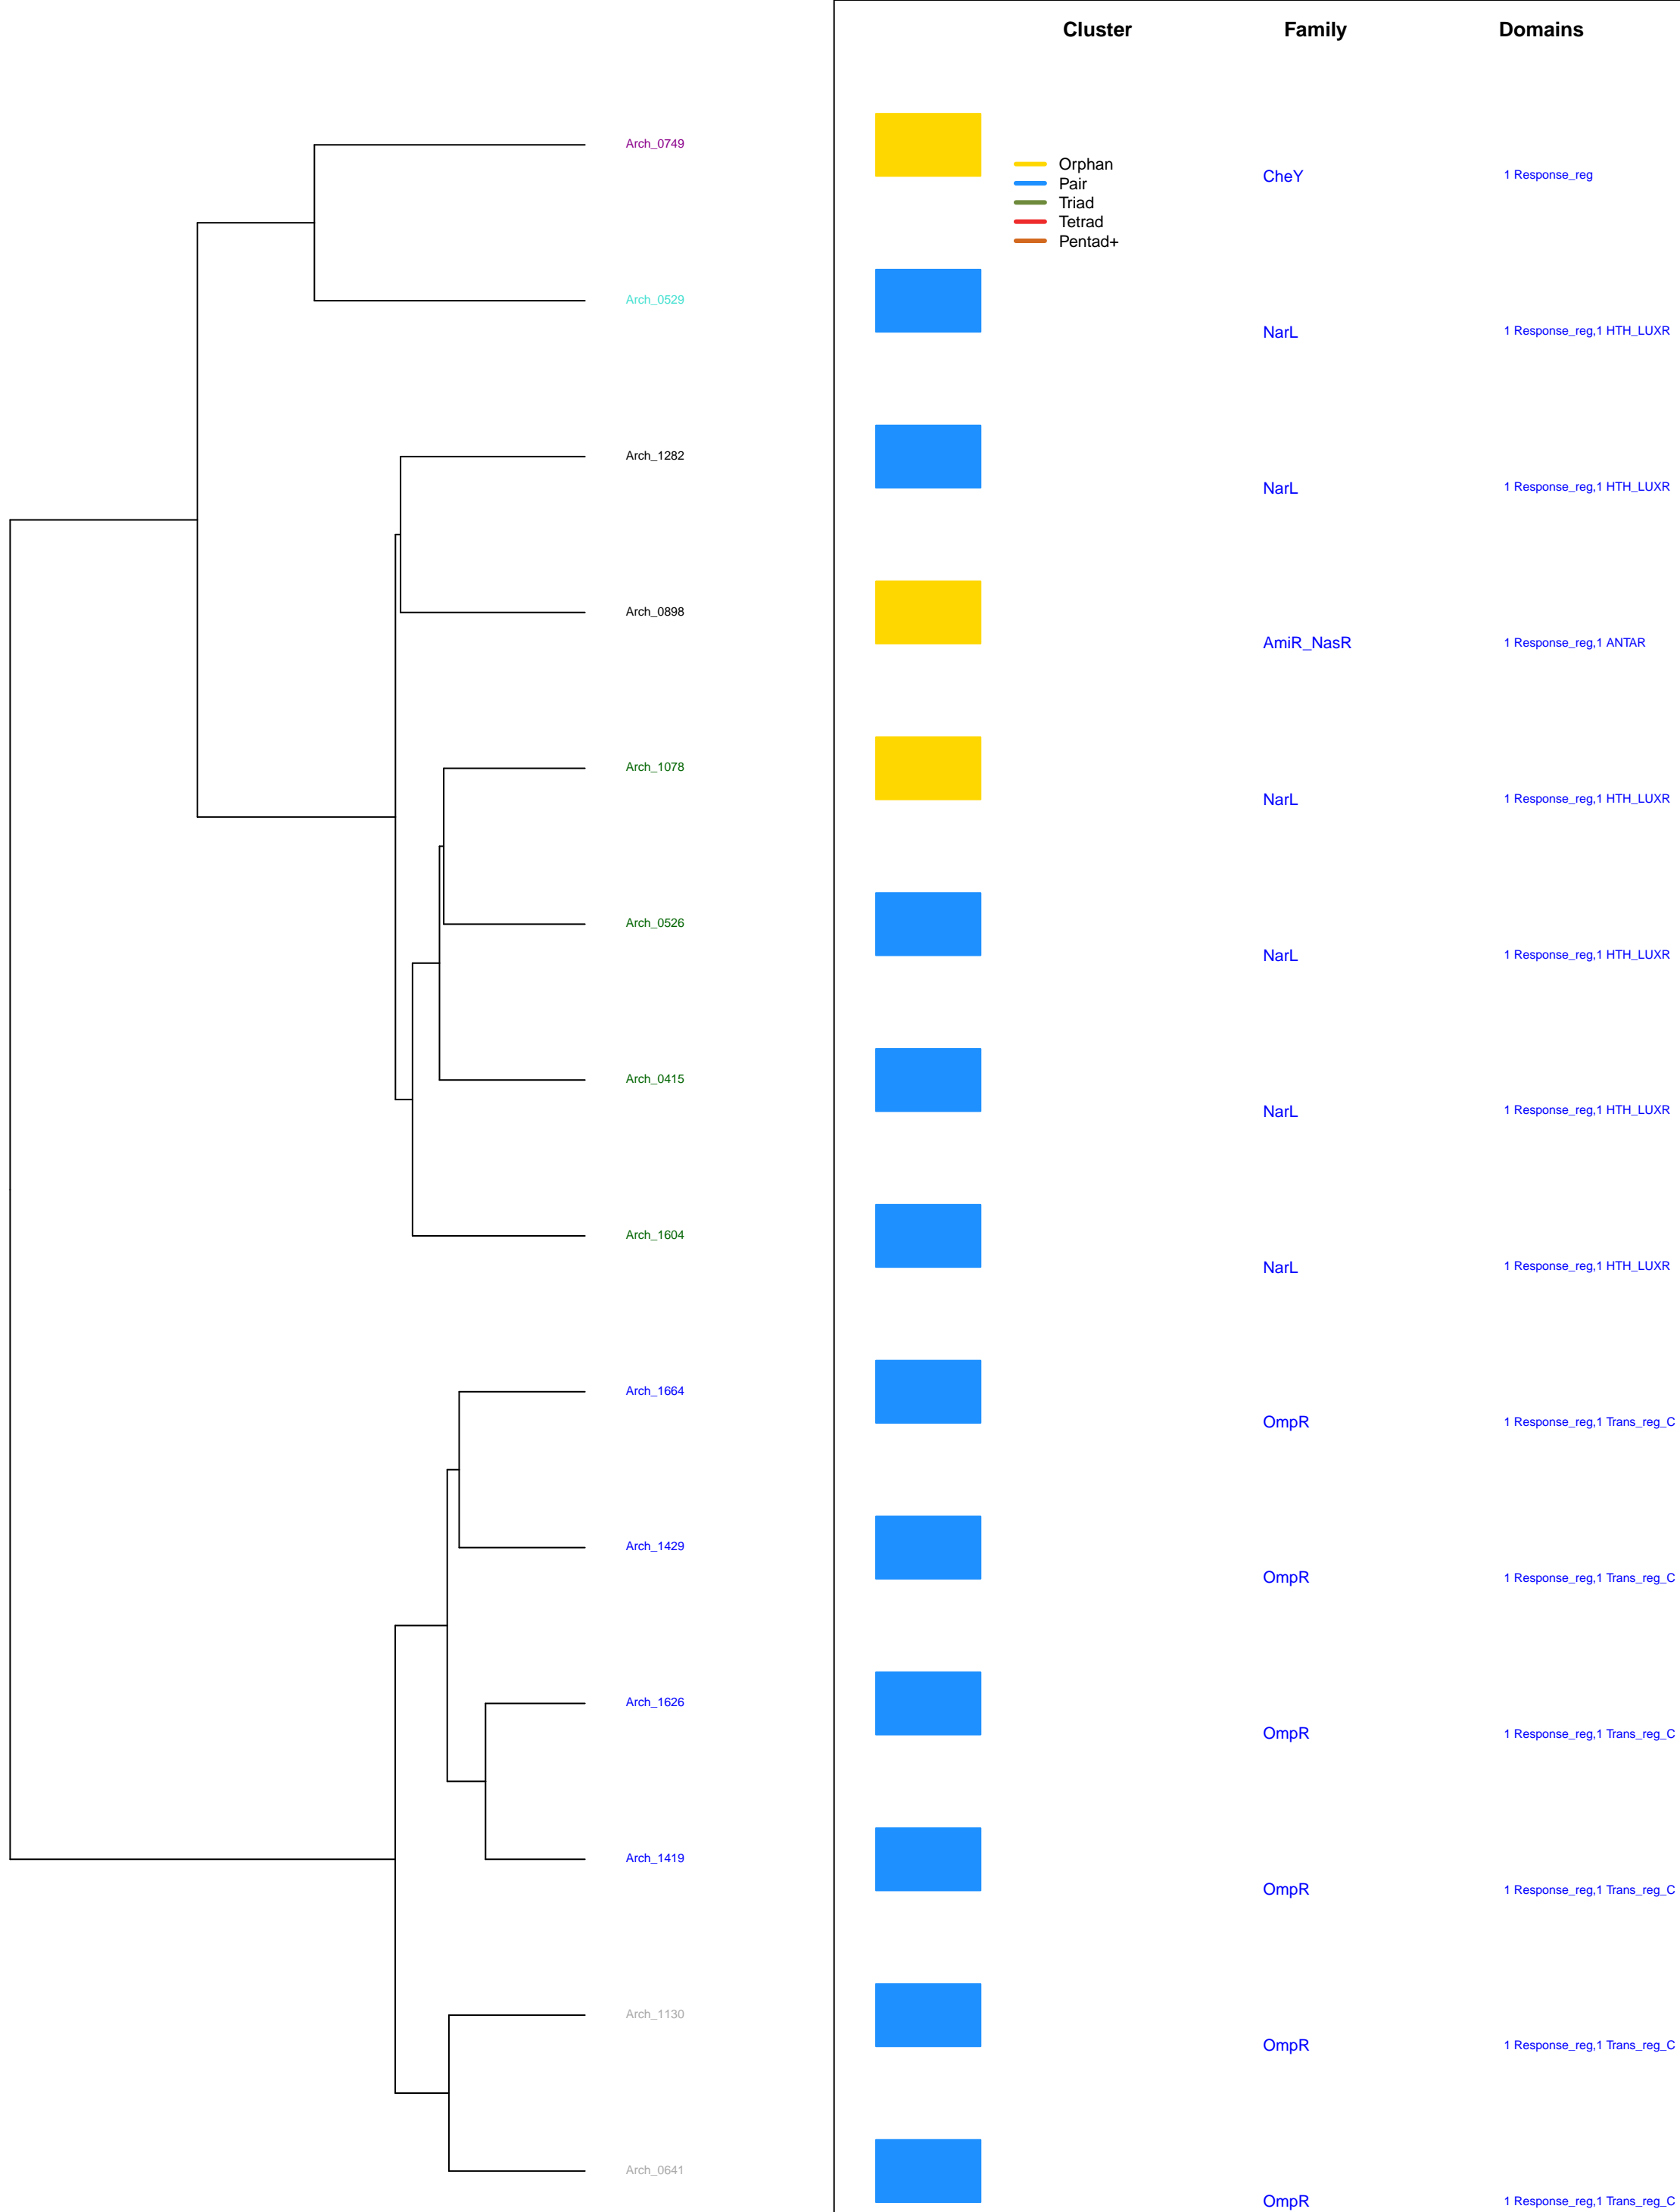 Cluster Family Domains
Arch_0749
Orphan
Pair
Triad
Tetrad
Pentad+
CheY 1 Response_reg
Arch_0529
NarL 1 Response_reg,1 HTH_LUXR
Arch_1282
NarL 1 Response_reg,1 HTH_LUXR
Arch_0898
AmiR_NasR 1 Response_reg,1 ANTAR
Arch_1078
NarL 1 Response_reg,1 HTH_LUXR
Arch_0526
NarL 1 Response_reg,1 HTH_LUXR
Arch_0415
NarL 1 Response_reg,1 HTH_LUXR
Arch_1604
NarL 1 Response_reg,1 HTH_LUXR
Arch_1664
OmpR 1 Response_reg,1 Trans_reg_C
Arch_1429
OmpR 1 Response_reg,1 Trans_reg_C
Arch_1626
OmpR 1 Response_reg,1 Trans_reg_C
Arch_1419
OmpR 1 Response_reg,1 Trans_reg_C
Arch_1130
OmpR 1 Response_reg,1 Trans_reg_C
Arch_0641
OmpR 1 Response_reg,1 Trans_reg_C